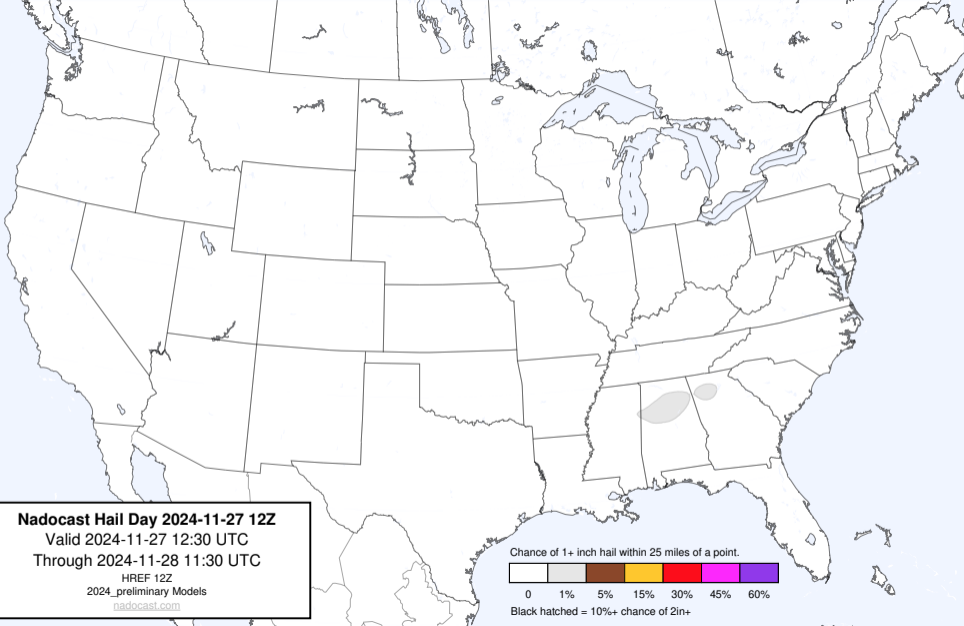 Nadocast Hail Day 2024-11-27 12Z
Valid 2024-11-27 12:30 UTC
Through 2024-11-28 11:30 UTC
HREF 12Z
2024_preliminary Models
nadocast.com
Chance of 1+ inch hail within 25 miles of a point.
0 1% 5% 15% 30% 45% 60%
Black hatched = 10%+ chance of 2in+